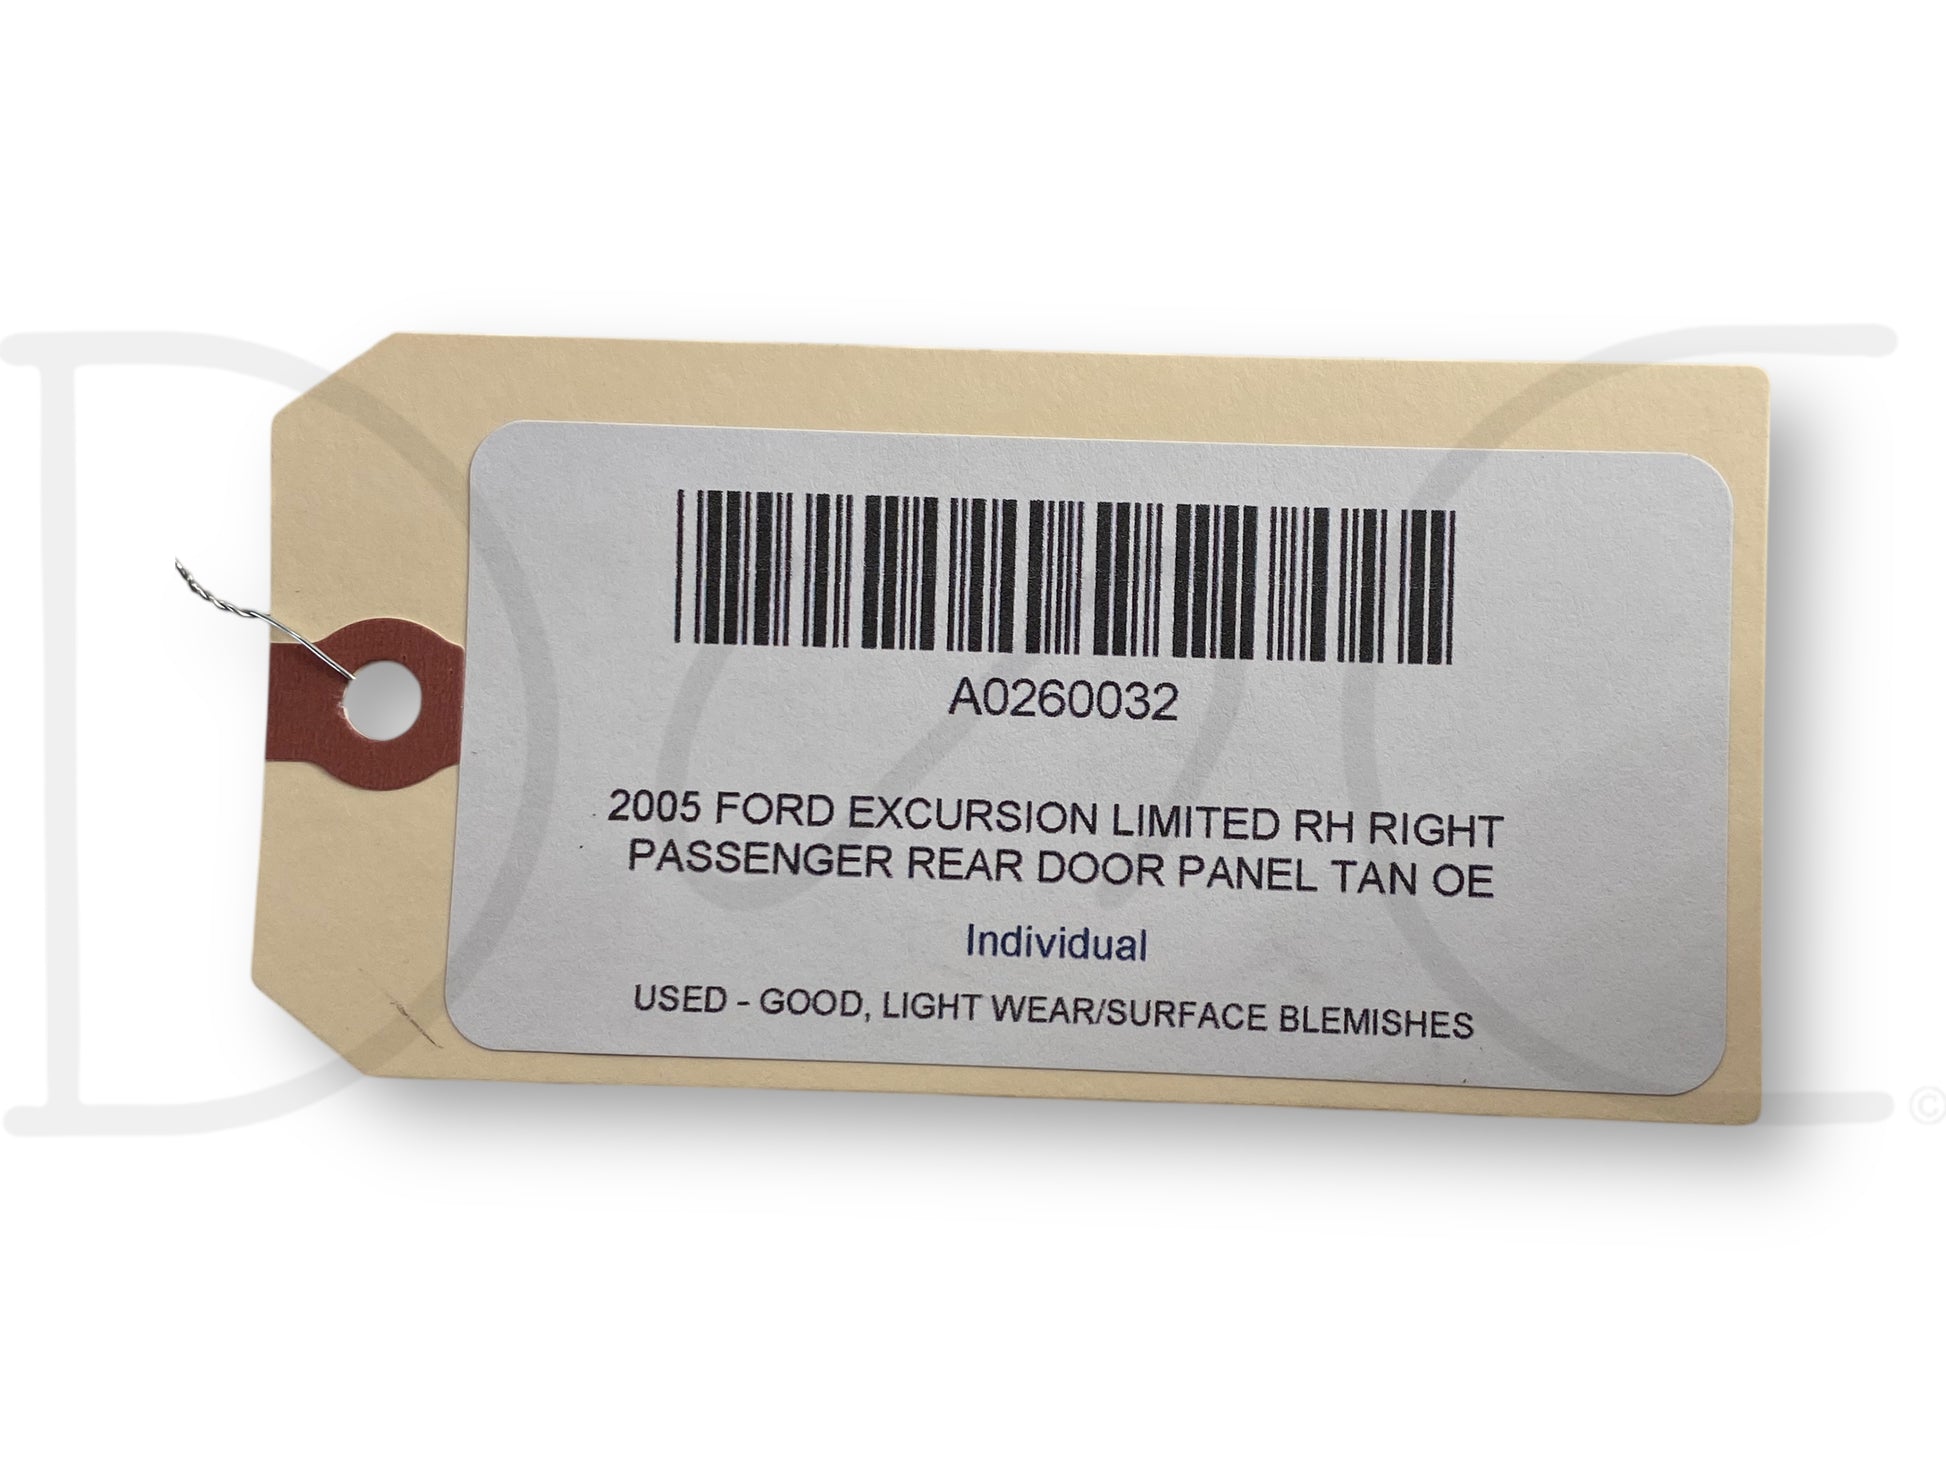 A0260032
2005 FORD EXCURSION LIMITED RH RIGHT
PASSENGER REAR DOOR PANEL TAN OE
Individual
USED - GOOD, LIGHT WEAR/SURFACE BLEMISHES
D C
©